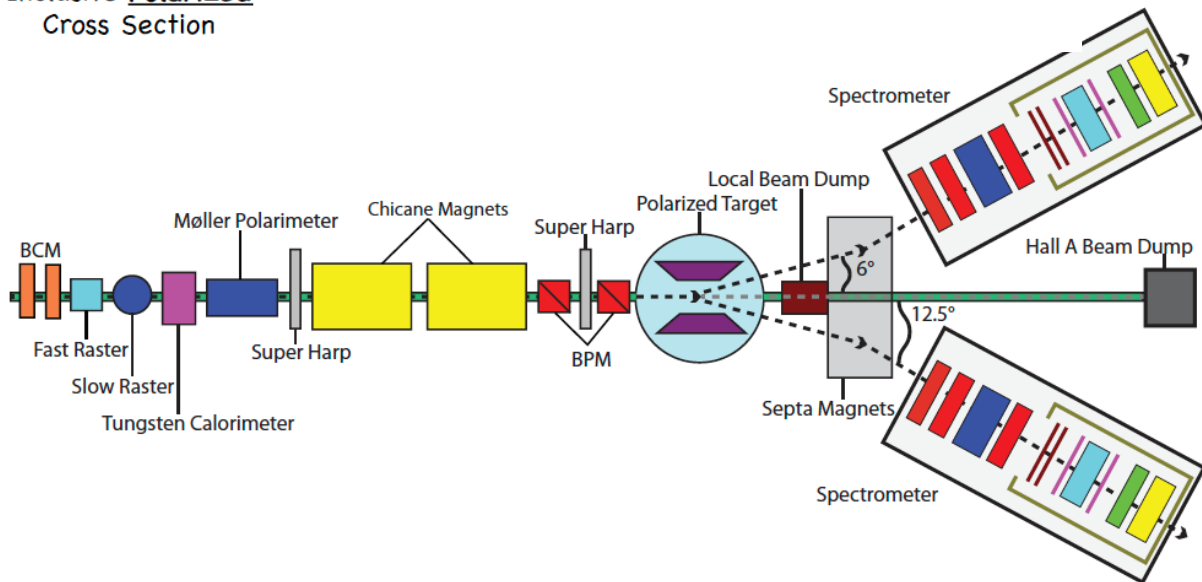 Polarized
Cross Section
Spectrometer
Local Beam Dump
Polarized Target
Møller Polarimeter
Chicane Magnets
Super Harp
BCM
Hall A Beam Dump
6°
12.5°
Fast Raster
Super Harp
BPM
Slow Raster
Septa Magnets
Tungsten Calorimeter
Spectrometer